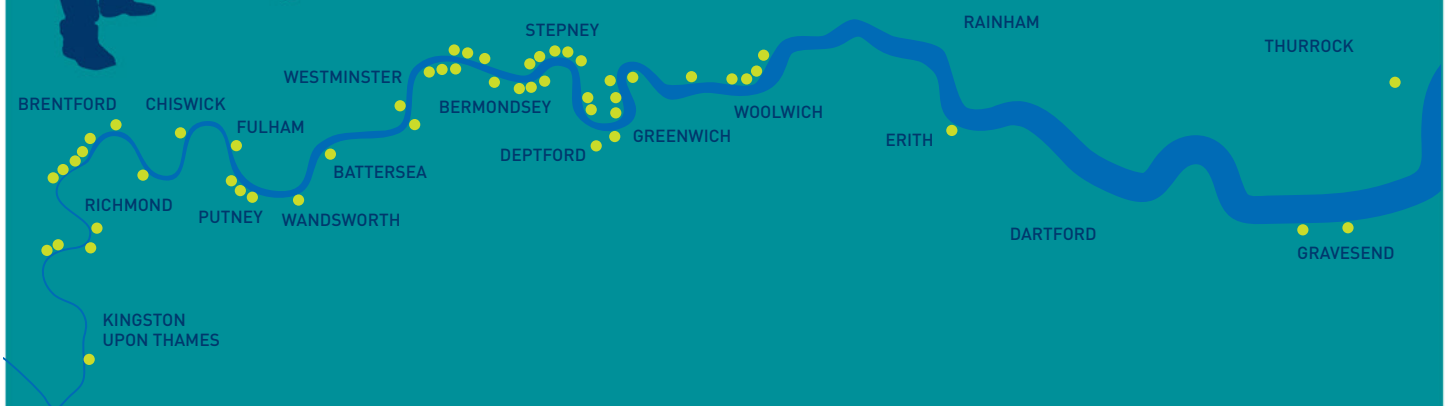 RAINHAM
STEPNEY
THURROCK
WESTMINSTER
BRENTFORD
CHISWICK
BERMONDSEY
WOOLWICH
FULHAM
GREENWICH
ERITH
DEPTFORD
BATTERSEA
RICHMOND
PUTNEY
WANDSWORTH
DARTFORD
GRAVESEND
KINGSTON
UPON THAMES